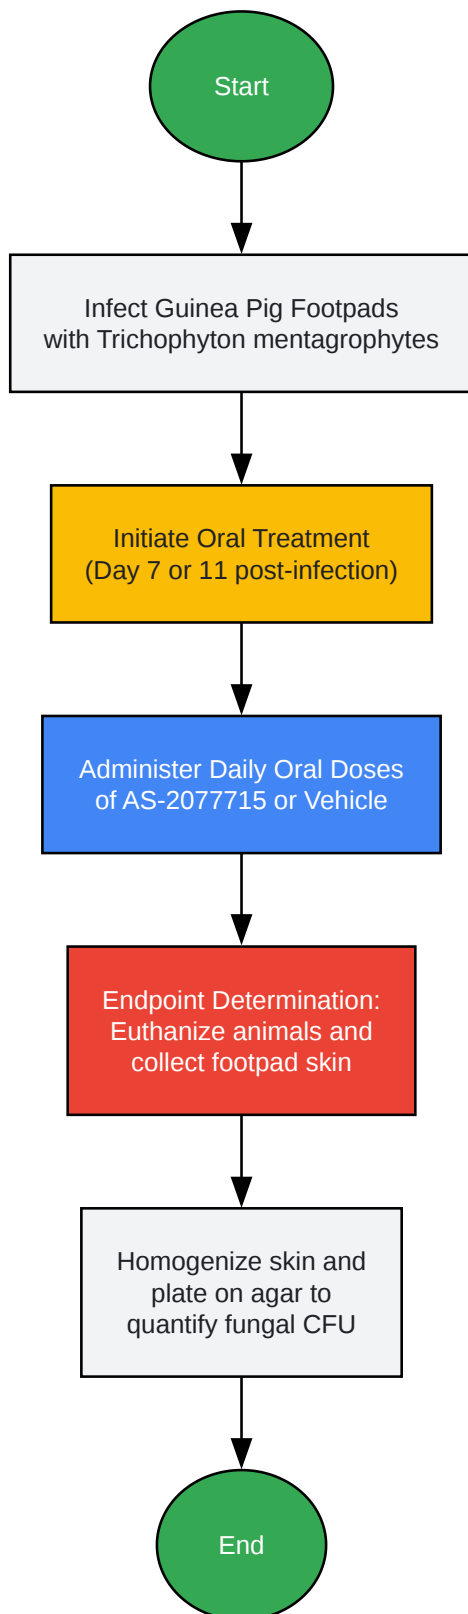 Start
Infect Guinea Pig Footpads
with Trichophyton mentagrophytes
Initiate Oral Treatment
(Day 7 or 11 post-infection)
Administer Daily Oral Doses
of AS-2077715 or Vehicle
Endpoint Determination:
Euthanize animals and
collect footpad skin
Homogenize skin and
plate on agar to
quantify fungal CFU
End